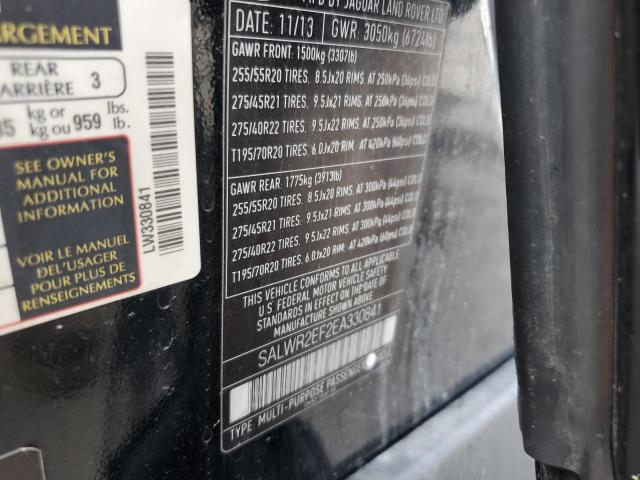 ARGEMENT
REAR
ARRIÈRE 3
kg or lbs.
kg ou 959 lb.
SEE OWNER'S
MANUAL FOR
ADDITIONAL
INFORMATION
VOIR LE MANUEL
DEL'USAGER
POUR PLUS DE
RENSEIGNEMENTS
LW330841
BY JAGUAR LAND ROVER LTD
DATE: 11/13 GWR: 3050kg (6724lb)
GAWR FRONT: 1500kg (3307lb)
255/55R20 TIRES. 8.5Jx20 RIMS. AT 250kPa (36psi) COLD
275/45R21 TIRES. 9.5Jx21 RIMS. AT 250kPa (36psi) COLD
275/40R22 TIRES. 9.5Jx22 RIMS. AT 250kPa (36psi) COLD
T195/70R20 TIRES. 6.0Jx20 RIM: AT 420kPa (60psi) COLD
GAWR REAR: 1775kg (3913lb)
255/55R20 TIRES. 8.5Jx20 RIMS. AT 300kPa (44psi) COLD
275/45R21 TIRES. 9.5Jx21 RIMS. AT 300kPa (44psi) COLD
275/40R22 TIRES. 9.5Jx22 RIMS. AT 300kPa (44psi) COLD
T195/70R20 TIRES. 6.0Jx20 RIM: AT 420kPa (60psi) COLD
THIS VEHICLE CONFORMS TO ALL APPLICABLE
U.S. FEDERAL MOTOR VEHICLE SAFETY
STANDARDS IN EFFECT ON THE DATE OF
MANUFACTURE SHOWN ABOVE.
SALWR2EF2EA330841
TYPE: MULTI-PURPOSE PASSENGER VEHICLE